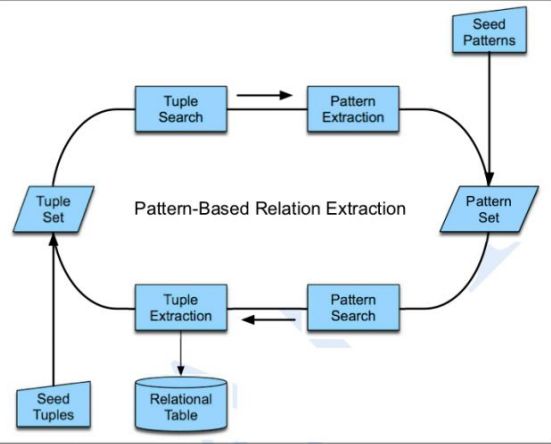 Seed
Patterns
Tuple
Search
Pattern
Extraction
Tuple
Set
Pattern-Based Relation Extraction
Pattern
Set
Tuple
Extraction
Pattern
Search
Seed
Tuples
Relational
Table